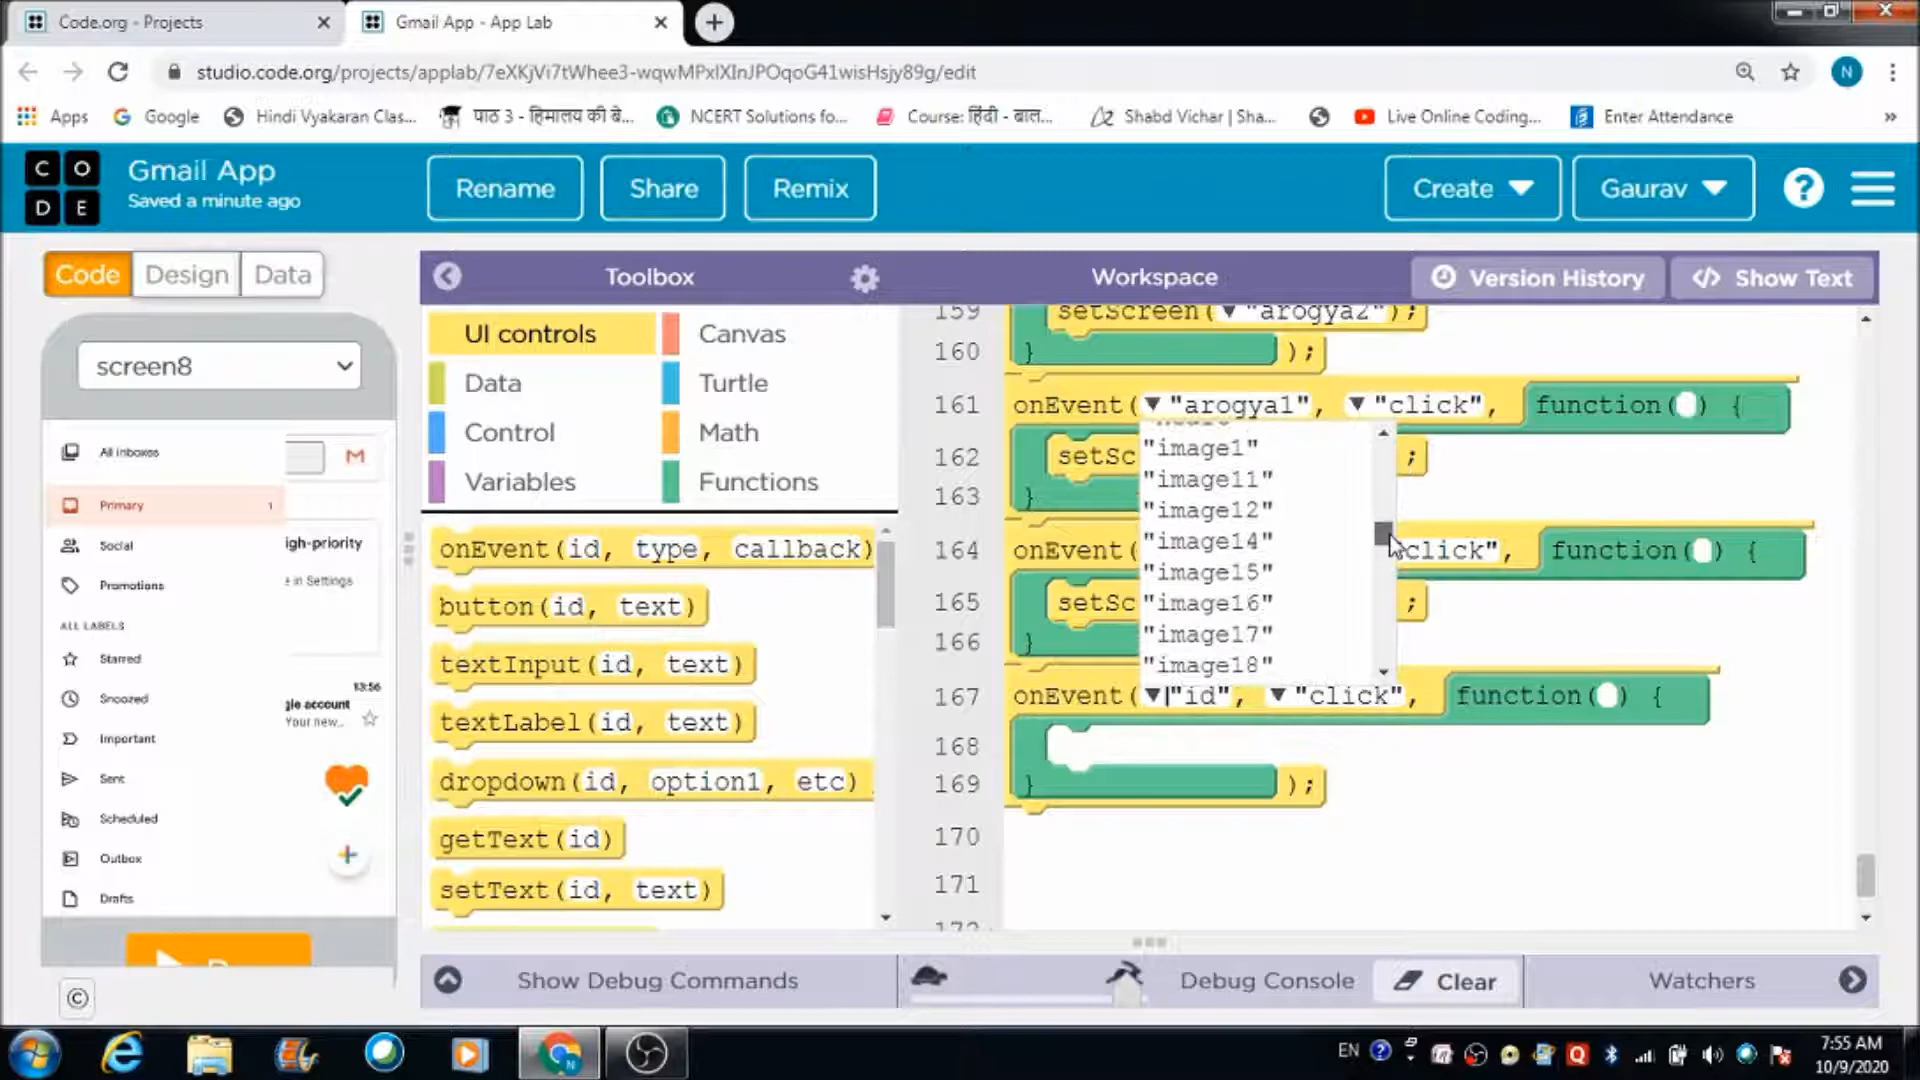 Code.org - Projects
Gmail App - App Lab
studio.code.org/projects/applab/7eXKjVi7tWhee3-wqwMPxlXInJPOqoG41wisHsjy89g/edit
N
Apps
Google
Hindi Vyakaran Clas...
पाठ 3 - हिमालय की बे...
NCERT Solutions fo...
Course: हिंदी - बाल...
Shabd Vichar | Sha...
Live Online Coding...
Enter Attendance
»
C O
D E
Gmail App
Saved a minute ago
Rename
Share
Remix
Create
Gaurav
?
Code
Design
Data
Toolbox
Workspace
Version History
Show Text
screen8
All inboxes
Primary 1
Social
igh-priority
e in Settings
Promotions
ALL LABELS
Starred
13:56
Snoozed
gle account
Your new...
Important
Sent
Scheduled
Outbox
Drafts
UI controls
Canvas
Data
Turtle
Control
Math
Variables
Functions
onEvent(id, type, callback)
button(id, text)
textInput(id, text)
textLabel(id, text)
dropdown(id, option1, etc)
getText(id)
setText(id, text)
159 setScreen( ▼ "arogya2");
160 } );
161 onEvent( ▼ "arogya1", ▼ "click", function( ) {
162 setSc ;
163 }
164 onEvent( click", function( ) {
165 setSc ;
166 }
167 onEvent( ▼ "id", ▼ "click", function( ) {
168
169 } );
170
171
"image1"
"image11"
"image12"
"image14"
"image15"
"image16"
"image17"
"image18"
Show Debug Commands
Debug Console
Clear
Watchers
©
EN
7:55 AM
10/9/2020